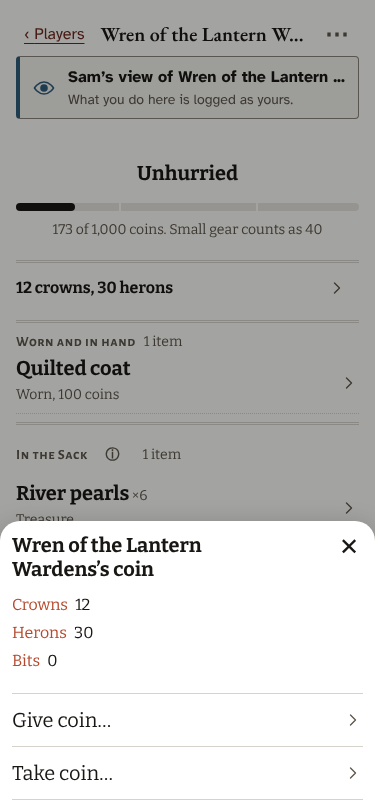 ‹ Players
Wren of the Lantern W...
Sam’s view of Wren of the Lantern ...
What you do here is logged as yours.
Unhurried
173 of 1,000 coins. Small gear counts as 40
12 crowns, 30 herons
Worn and in hand 1 item
Quilted coat
Worn, 100 coins
In the Sack 1 item
River pearls ×6
Treasure
Wren of the Lantern
Wardens’s coin
Crowns 12
Herons 30
Bits 0
Give coin...
Take coin...